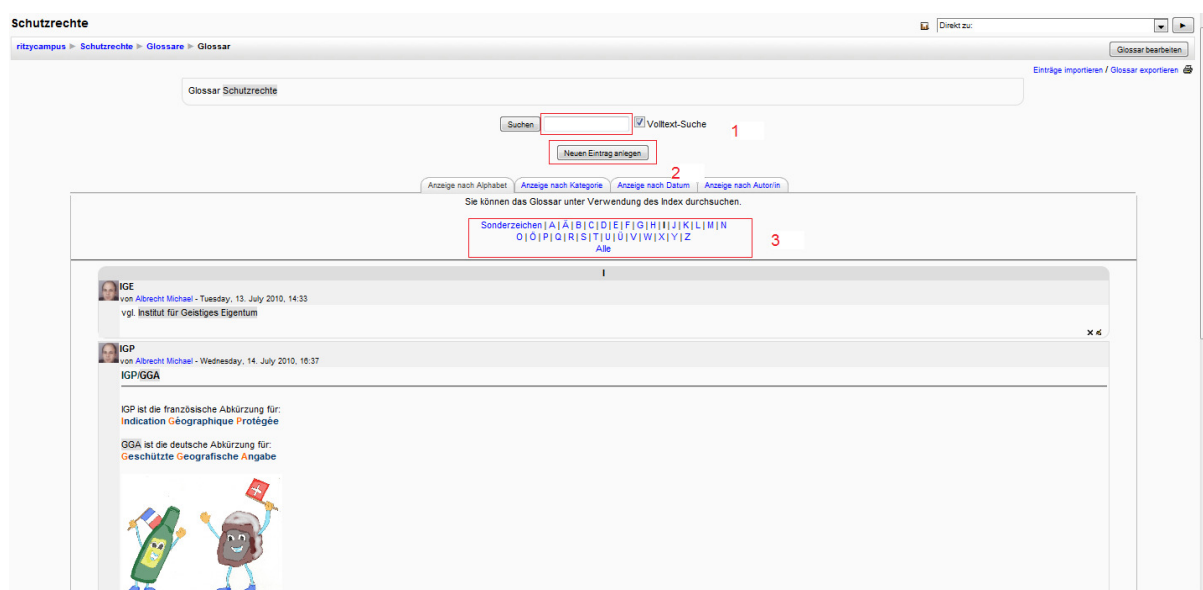 Schutzrechte
Direkt zu:
ritzycampus ► Schutzrechte ► Glossare ► Glossar
Glossar bearbeiten
Einträge importieren / Glossar exportieren
Glossar Schutzrechte
Suchen Volltext-Suche 1
Neuen Eintrag anlegen
2
Anzeige nach Alphabet Anzeige nach Kategorie Anzeige nach Datum Anzeige nach Autor/in
Sie können das Glossar unter Verwendung des Index durchsuchen.
Sonderzeichen | A | Ä | B | C | D | E | F | G | H | I | J | K | L | M | N
O | Ö | P | Q | R | S | T | U | Ü | V | W | X | Y | Z
3
Alle
I
IGE
von Albrecht Michael - Tuesday, 13. July 2010, 14:33
vgl. Institut für Geistiges Eigentum
IGP
von Albrecht Michael - Wednesday, 14. July 2010, 16:37
IGP/GGA
IGP ist die französische Abkürzung für:
Indication Géographique Protégée
GGA ist die deutsche Abkürzung für:
Geschützte Geografische Angabe